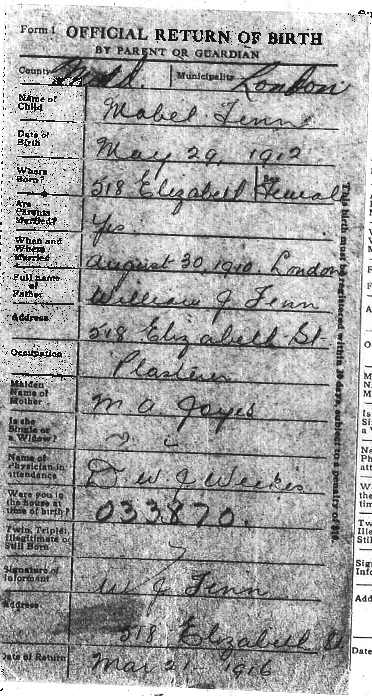 Form 1. OFFICIAL RETURN OF BIRTH
BY PARENT OR GUARDIAN
County Midd. Municipality London
Name of Child Mabel Fenn
Date of Birth May 29, 1912
Where Born? 518 Elizabeth Sex Female
Are Parents Married? Yes
When and Where Married August 30 1910 London
Full name of Father William J Fenn
Address 518 Elizabeth St.
Occupation Plasterer
Maiden Name of Mother M A Joyes
Is she Single or a Widow?
Name of Physician in attendance Dr W J Weekes
Were you in the house at time of birth? 033870.
Twin, Triplet, Illegitimate or Still Born
Signature of Informant W J Fenn
Address 518 Elizabeth St
Date of Return Mar 2 1916
This birth must be registered within 30 days, subject to a penalty of $10.